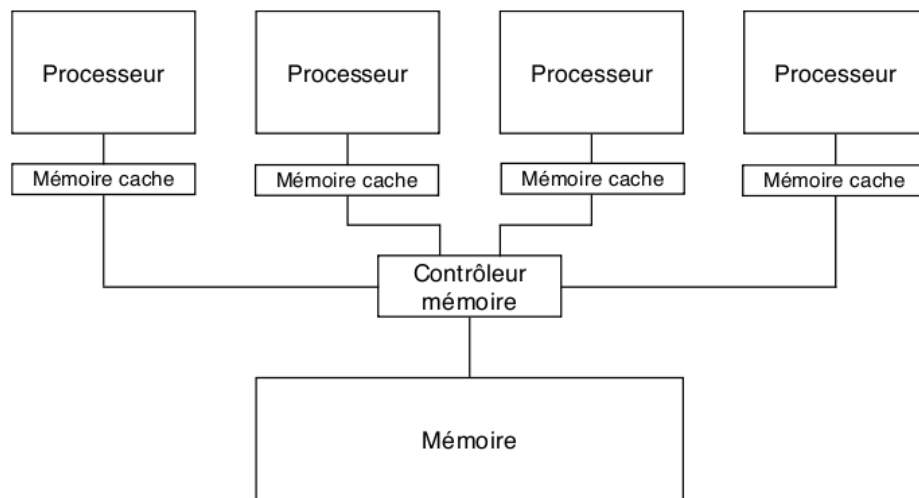 Processeur
Processeur
Processeur
Processeur
Mémoire cache
Mémoire cache
Mémoire cache
Mémoire cache
Contrôleur
mémoire
Mémoire